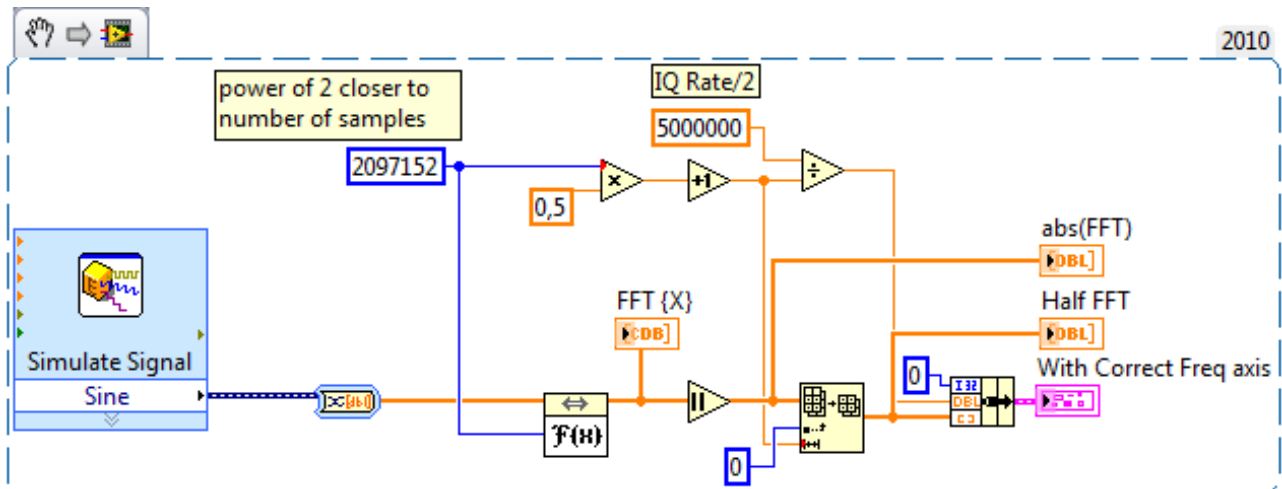 2010
power of 2 closer to
number of samples
IQ Rate/2
5000000
2097152
×
+1
÷
0,5
abs(FFT)
[DBL]
FFT {X}
[CDB]
Half FFT
[DBL]
Simulate Signal
Sine
With Correct Freq axis
0
I32
DBL
[ ]
F(x)
0